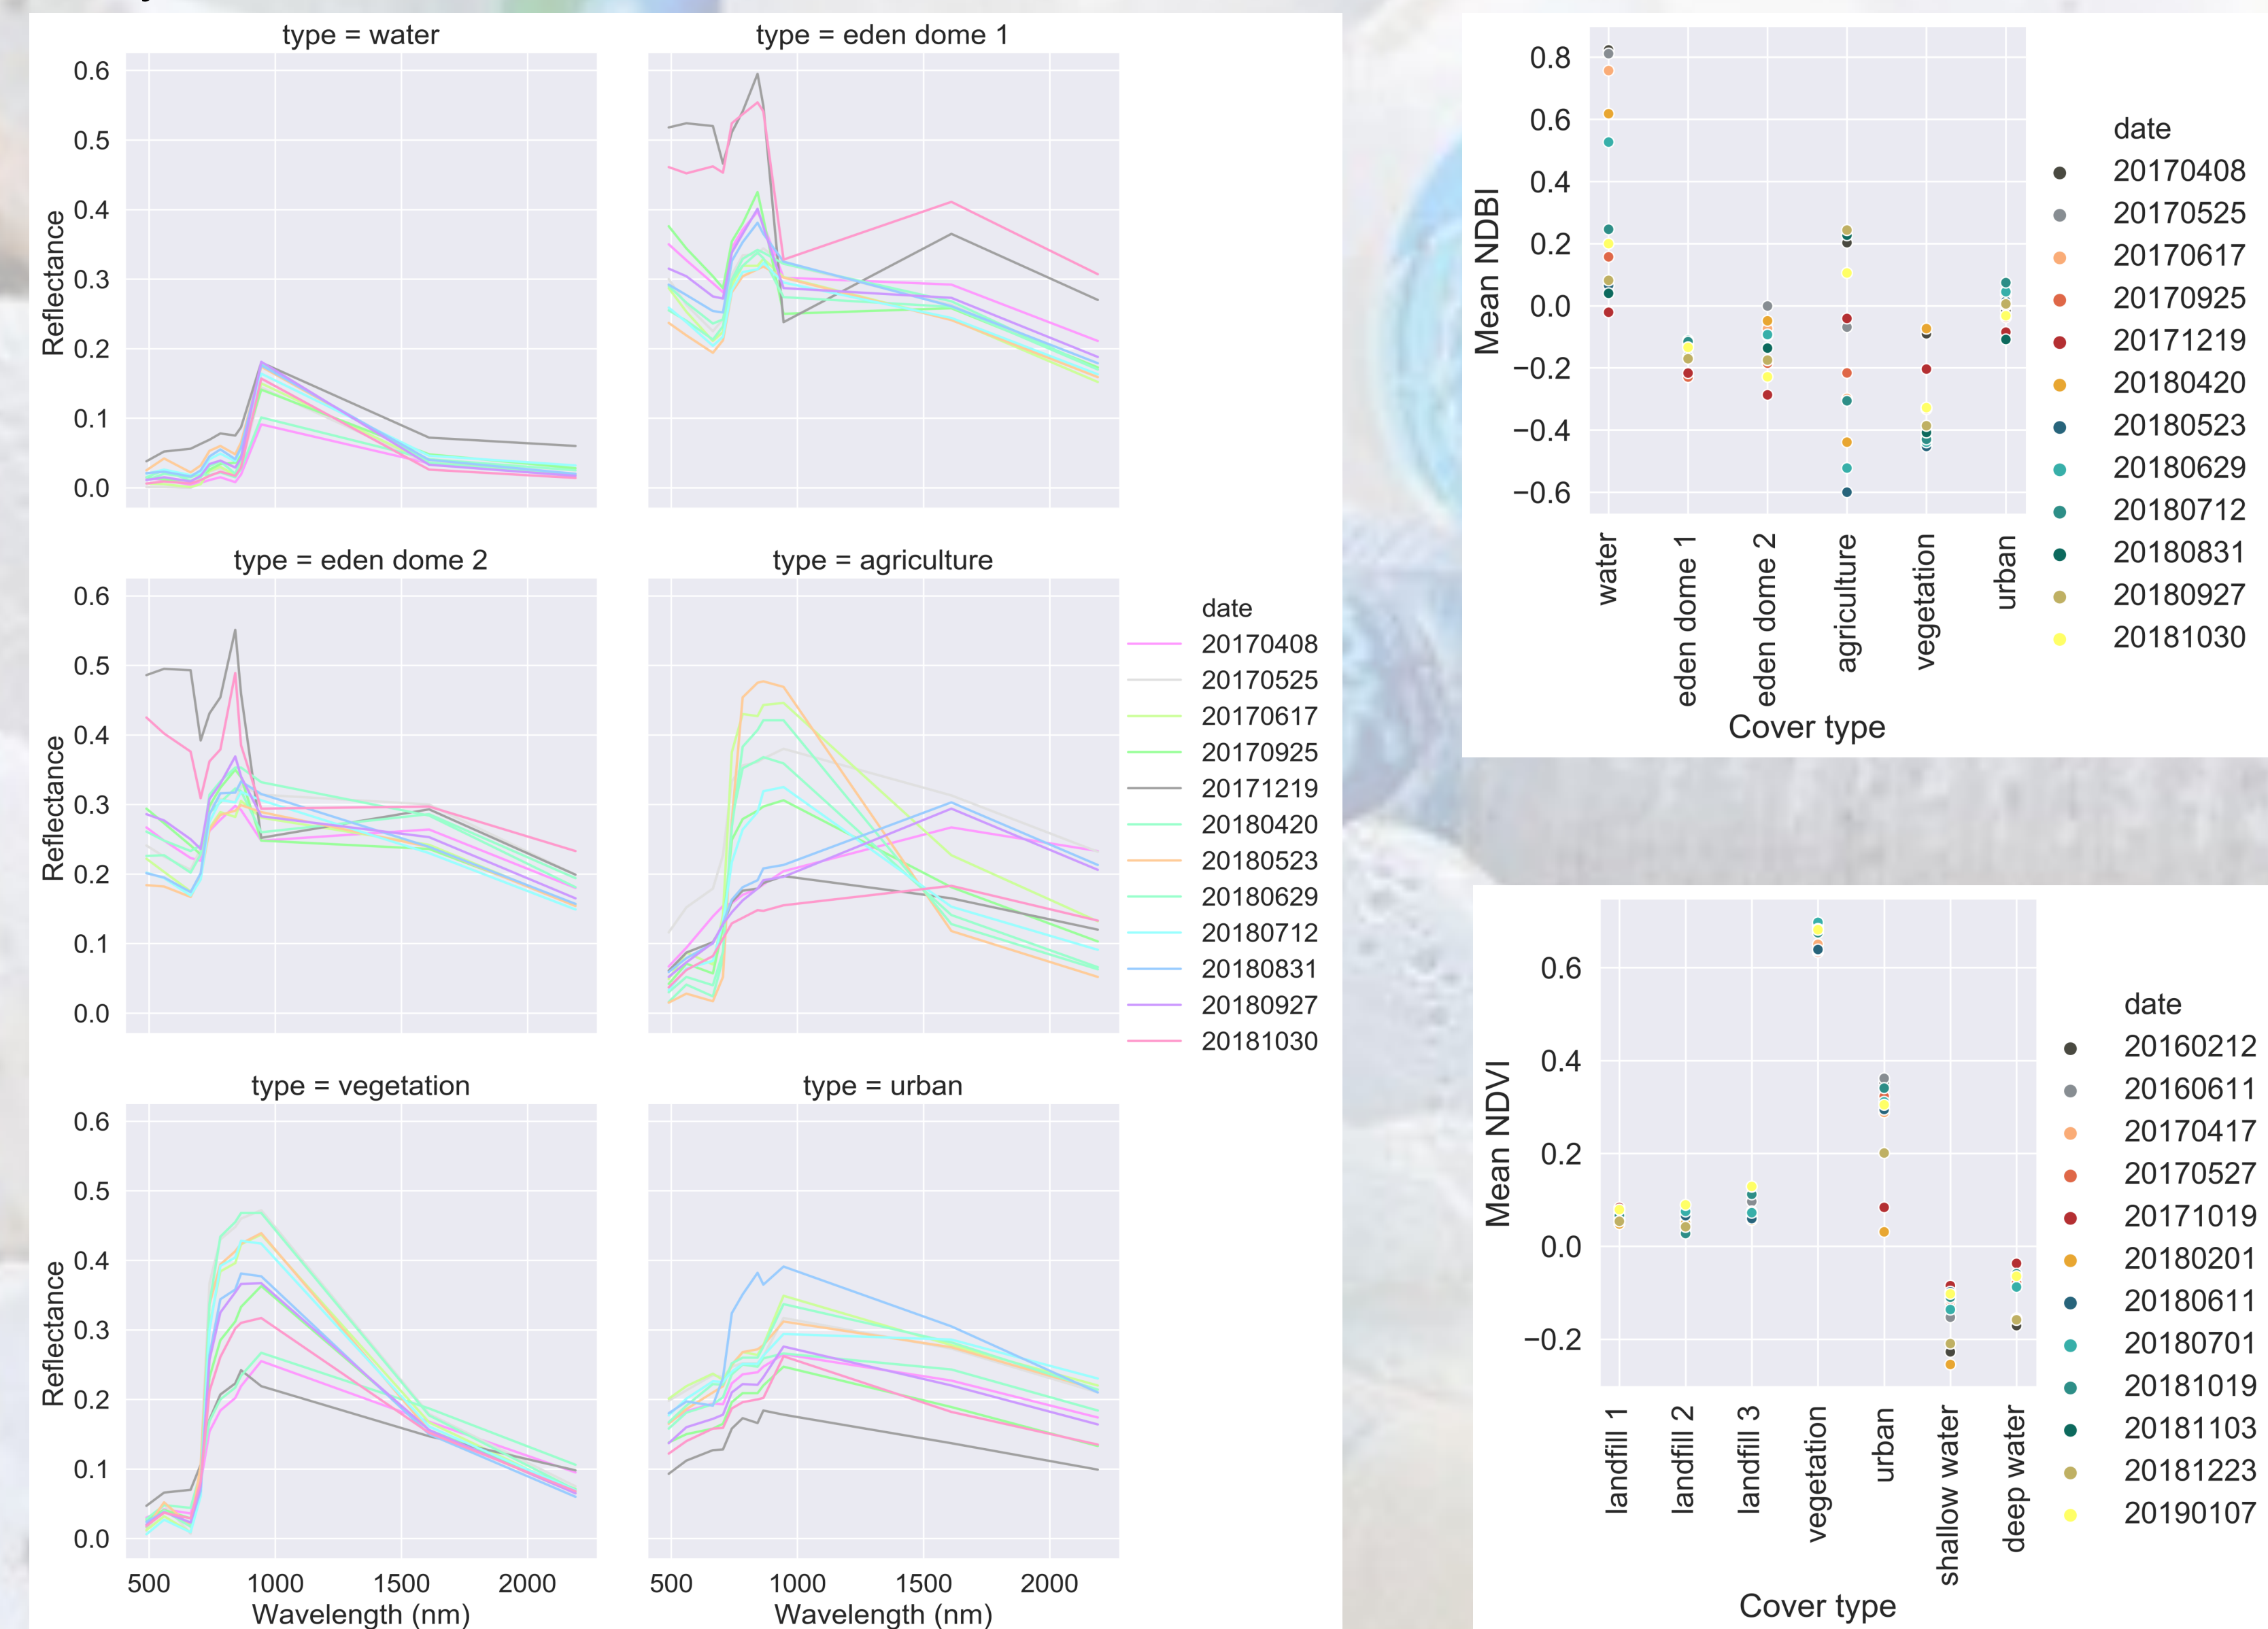 type = water
0.6
0.5
0.4
0.3
0.2
0.1
0.0
Reflectance
type = eden dome 1
type = eden dome 2
0.6
0.5
0.4
0.3
0.2
0.1
0.0
Reflectance
type = agriculture
date
20170408
20170525
20170617
20170925
20171219
20180420
20180523
20180629
20180712
20180831
20180927
20181030
type = vegetation
0.6
0.5
0.4
0.3
0.2
0.1
0.0
Reflectance
500 1000 1500 2000
Wavelength (nm)
type = urban
500 1000 1500 2000
Wavelength (nm)
0.8
0.6
0.4
0.2
0.0
−0.2
−0.4
−0.6
Mean NDBI
water
eden dome 1
eden dome 2
agriculture
vegetation
urban
Cover type
date
20170408
20170525
20170617
20170925
20171219
20180420
20180523
20180629
20180712
20180831
20180927
20181030
0.6
0.4
0.2
0.0
−0.2
Mean NDVI
landfill 1
landfill 2
landfill 3
vegetation
urban
shallow water
deep water
Cover type
date
20160212
20160611
20170417
20170527
20171019
20180201
20180611
20180701
20181019
20181103
20181223
20190107